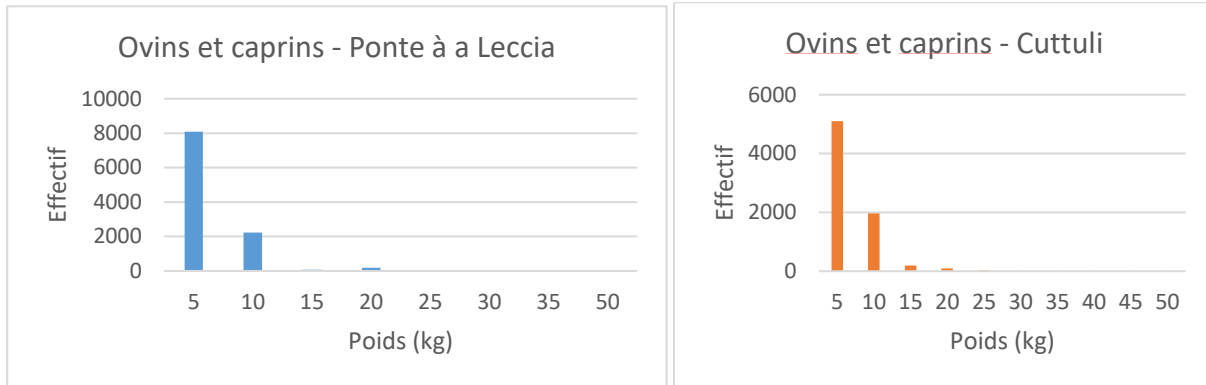 Ovins et caprins - Ponte à a Leccia
10000
8000
6000
4000
2000
0
Effectif
5 10 15 20 25 30 35 50
Poids (kg)
Ovins et caprins - Cuttuli
6000
4000
2000
0
Effectif
5 10 15 20 25 30 35 40 45 50
Poids (kg)